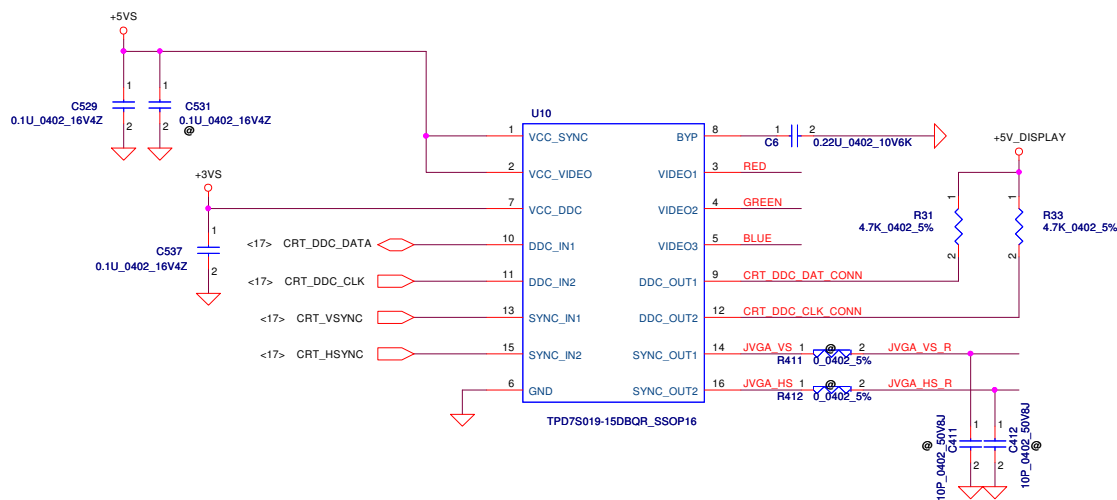 +5VS
1
1
C529
C531
0.1U_0402_16V4Z
0.1U_0402_16V4Z
2
2
@
U10
1
VCC_SYNC
BYP
8
1
2
C6
0.22U_0402_10V6K
+5V_DISPLAY
2
VCC_VIDEO
VIDEO1
3
RED
+3VS
7
VCC_DDC
VIDEO2
4
GREEN
1
1
R31
R33
4.7K_0402_5%
4.7K_0402_5%
2
2
1
C537
0.1U_0402_16V4Z
2
<17> CRT_DDC_DATA
10
DDC_IN1
VIDEO3
5
BLUE
<17> CRT_DDC_CLK
11
DDC_IN2
DDC_OUT1
9
CRT_DDC_DAT_CONN
<17> CRT_VSYNC
13
SYNC_IN1
DDC_OUT2
12
CRT_DDC_CLK_CONN
<17> CRT_HSYNC
15
SYNC_IN2
SYNC_OUT1
14
JVGA_VS
1
@
2
JVGA_VS_R
R411
0_0402_5%
6
GND
SYNC_OUT2
16
JVGA_HS
1
@
2
JVGA_HS_R
R412
0_0402_5%
TPD7S019-15DBQR_SSOP16
1
1
@
C411
10P_0402_50V8J
C412
10P_0402_50V8J
@
2
2